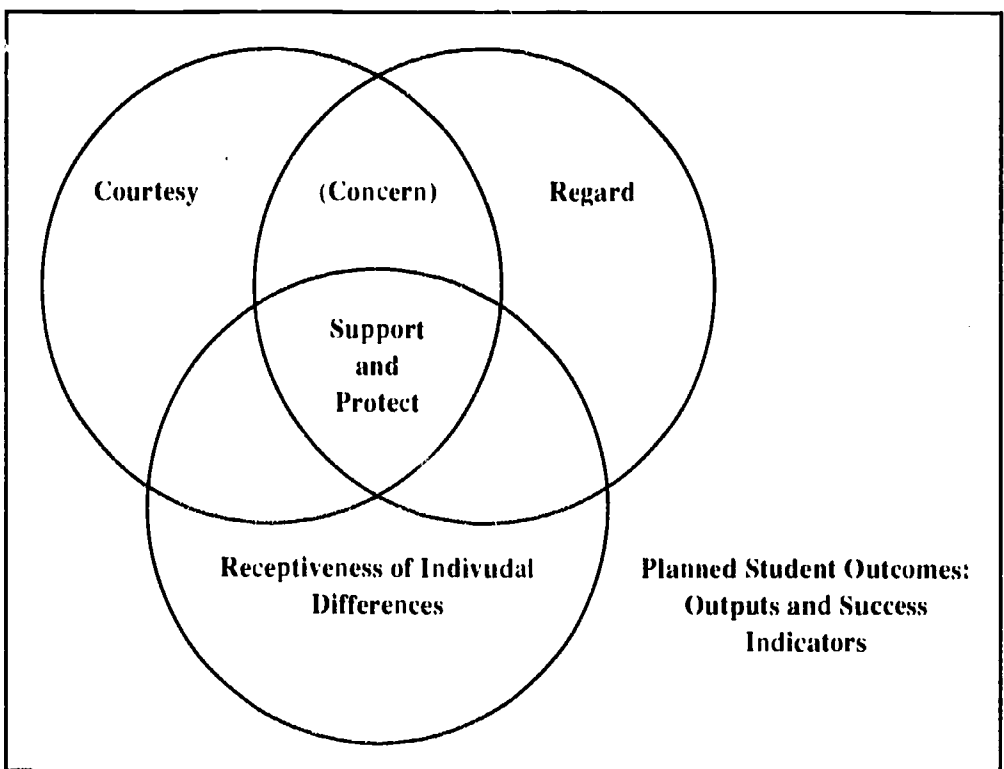 Courtesy
(Concern)
Regard
Support
and
Protect
Receptiveness of Indivudal
Differences
Planned Student Outcomes:
Outputs and Success
Indicators